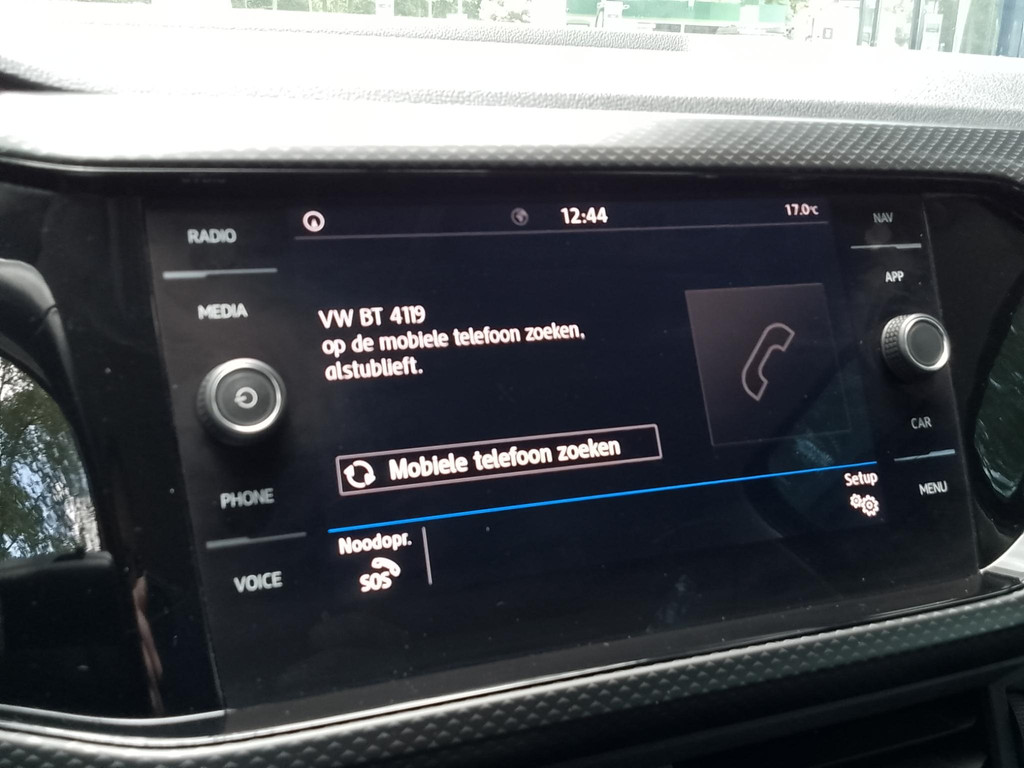 RADIO
MEDIA
PHONE
VOICE
12:44
17.0°C
VW BT 4119
op de mobiele telefoon zoeken,
alstublieft.
Mobiele telefoon zoeken
Noodopr.
SOS
Setup
NAV
APP
CAR
MENU